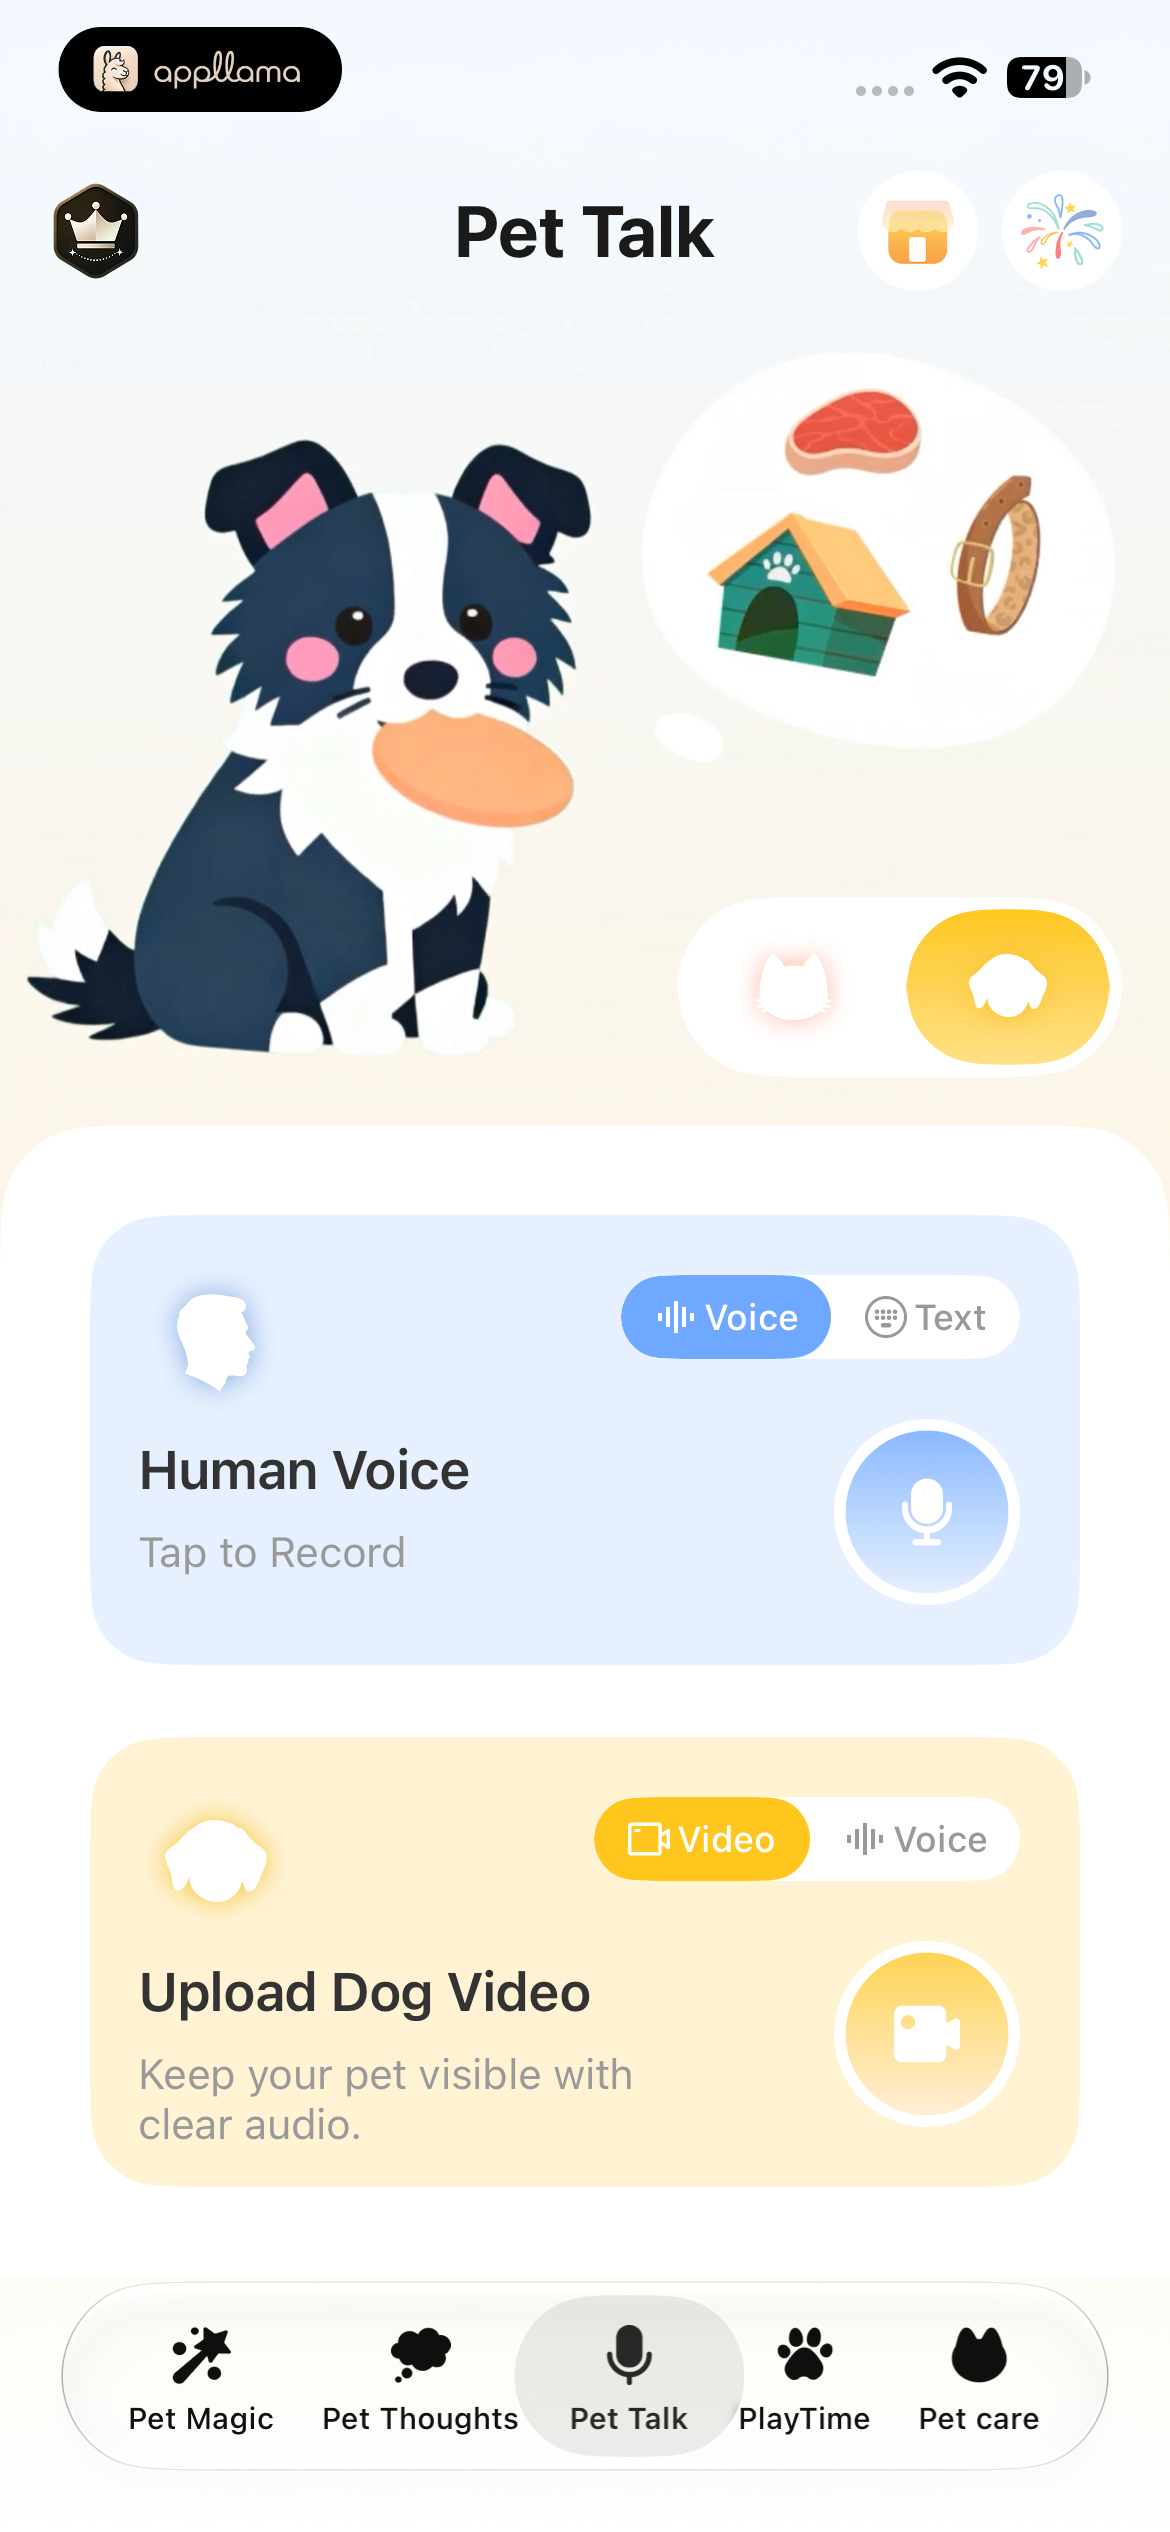 appllama
79
Pet Talk
Voice
Text
Human Voice
Tap to Record
Video
Voice
Upload Dog Video
Keep your pet visible with
clear audio.
Pet Magic
Pet Thoughts
Pet Talk
PlayTime
Pet care